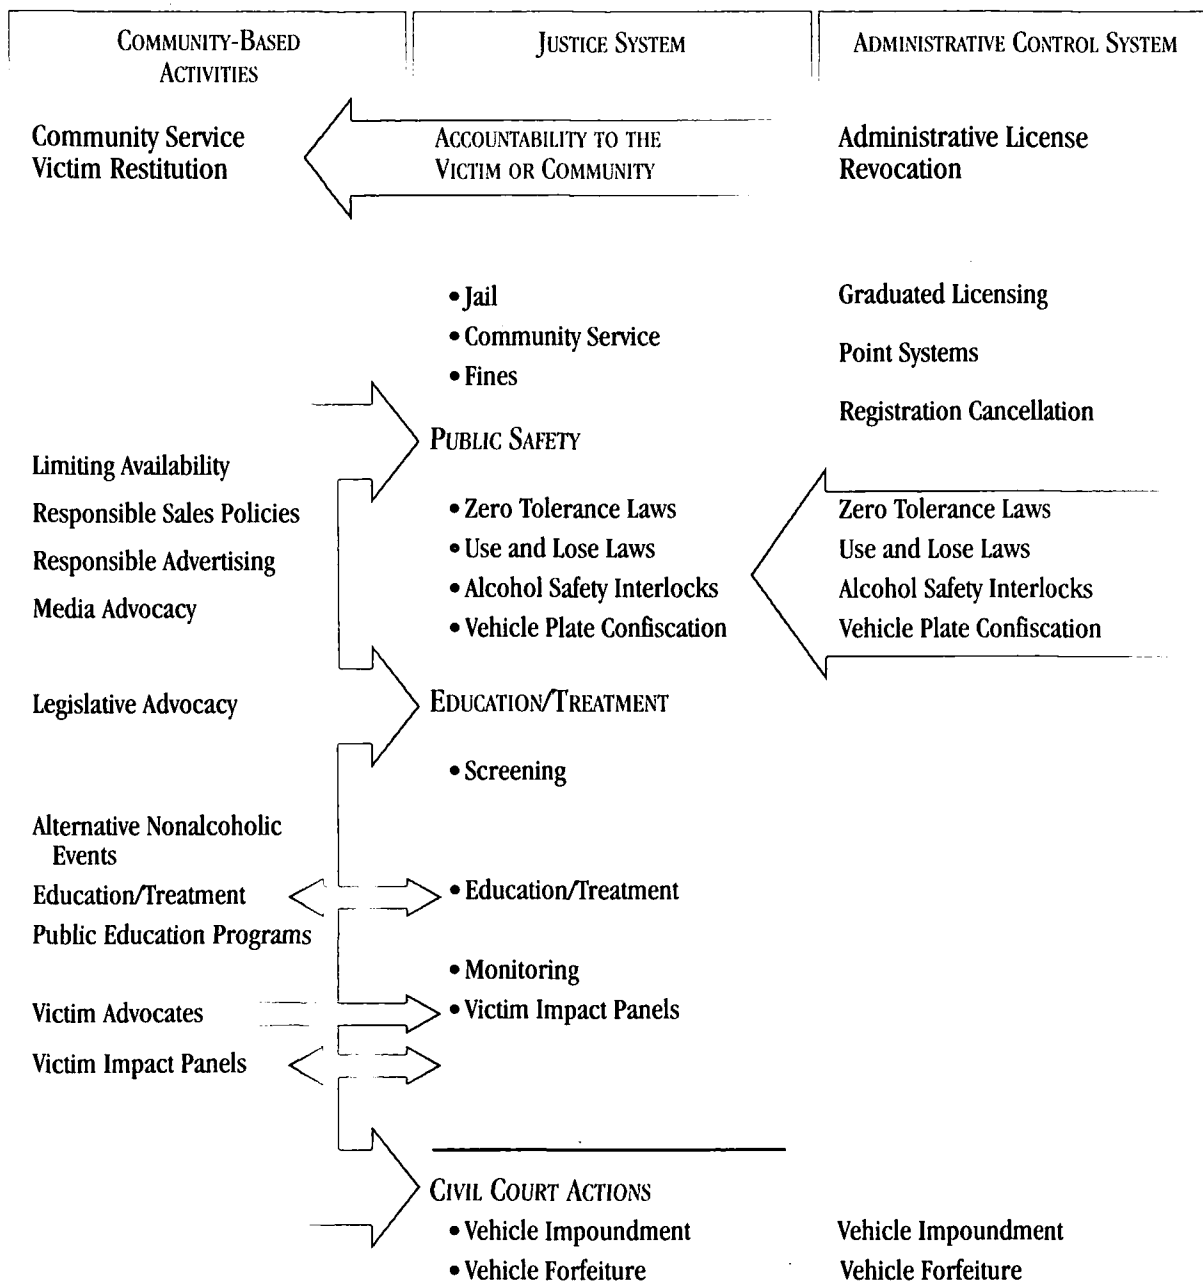 COMMUNITY-BASED
ACTIVITIES
JUSTICE SYSTEM
ADMINISTRATIVE CONTROL SYSTEM
Community Service
Victim Restitution
ACCOUNTABILITY TO THE
VICTIM OR COMMUNITY
Administrative License
Revocation
• Jail
• Community Service
• Fines
Graduated Licensing
Point Systems
Registration Cancellation
PUBLIC SAFETY
Limiting Availability
Responsible Sales Policies
Responsible Advertising
Media Advocacy
• Zero Tolerance Laws
• Use and Lose Laws
• Alcohol Safety Interlocks
• Vehicle Plate Confiscation
Zero Tolerance Laws
Use and Lose Laws
Alcohol Safety Interlocks
Vehicle Plate Confiscation
Legislative Advocacy
EDUCATION/TREATMENT
• Screening
Alternative Nonalcoholic
Events
Education/Treatment
Public Education Programs
• Education/Treatment
• Monitoring
Victim Advocates
• Victim Impact Panels
Victim Impact Panels
CIVIL COURT ACTIONS
• Vehicle Impoundment
• Vehicle Forfeiture
Vehicle Impoundment
Vehicle Forfeiture